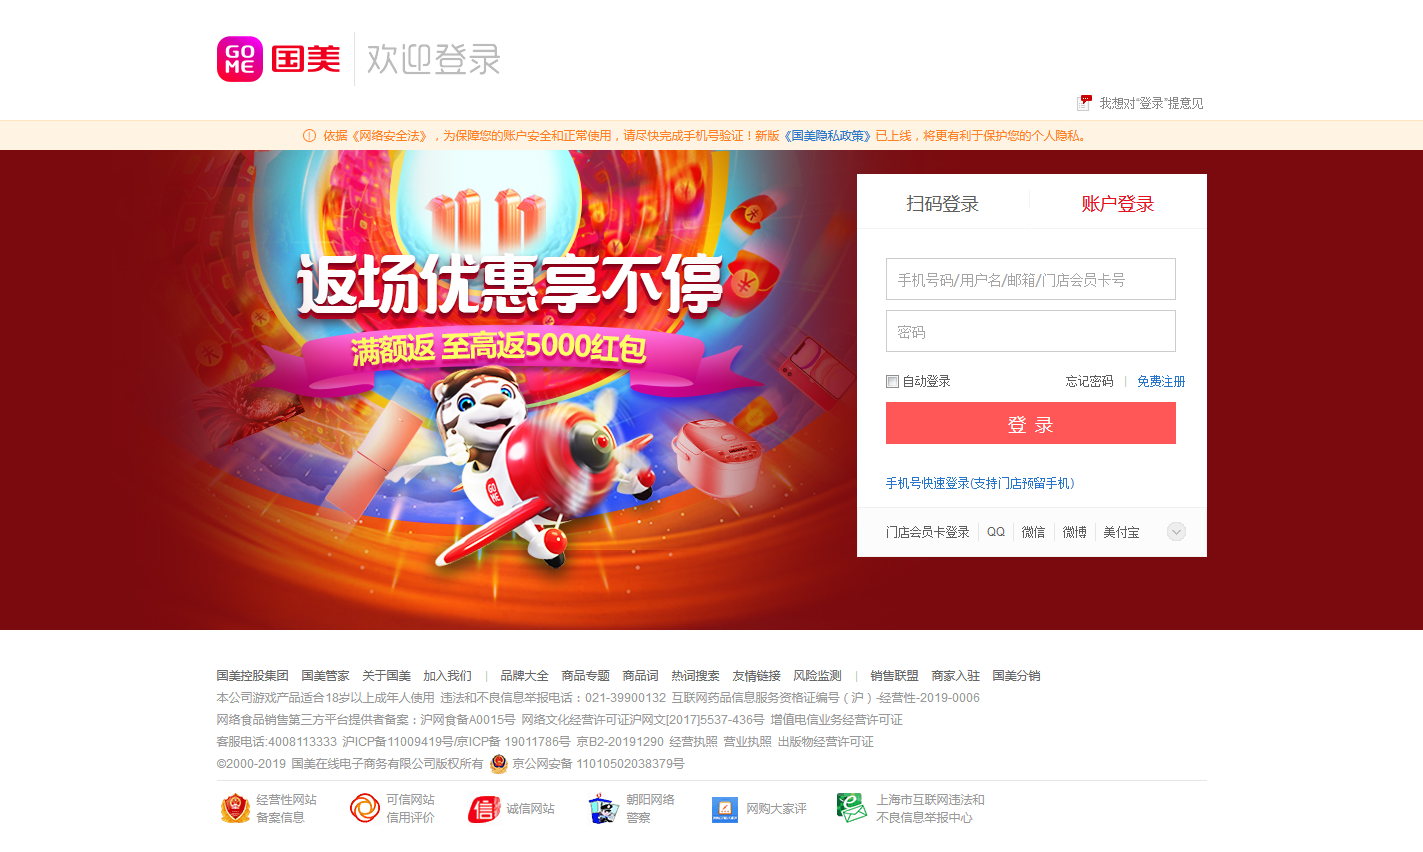 GOME 国美 欢迎登录
我想对“登录”提意见
依据《网络安全法》，为保障您的账户安全和正常使用，请尽快完成手机号验证！新版《国美隐私政策》已上线，将更有利于保护您的个人隐私。
11.11
返场优惠享不停
满额返 至高返5000红包
GOME
扫码登录 账户登录
手机号码/用户名/邮箱/门店会员卡号
密码
自动登录 忘记密码 | 免费注册
登 录
手机号快速登录(支持门店预留手机)
门店会员卡登录 QQ 微信 微博 美付宝
国美控股集团 国美管家 关于国美 加入我们 | 品牌大全 商品专题 商品词 热词搜索 友情链接 风险监测 | 销售联盟 商家入驻 国美分销
本公司游戏产品适合18岁以上成年人使用 违法和不良信息举报电话：021-39900132 互联网药品信息服务资格证编号（沪）-经营性-2019-0006
网络食品销售第三方平台提供者备案：沪网食备A0015号 网络文化经营许可证沪网文[2017]5537-436号 增值电信业务经营许可证
客服电话:4008113333 沪ICP备11009419号/京ICP备 19011786号 京B2-20191290 经营执照 营业执照 出版物经营许可证
©2000-2019 国美在线电子商务有限公司版权所有 京公网安备 11010502038379号
经营性网站
备案信息
可信网站
信用评价
信 诚信网站
朝阳网络
警察
网购大家评
上海市互联网违法和
不良信息举报中心